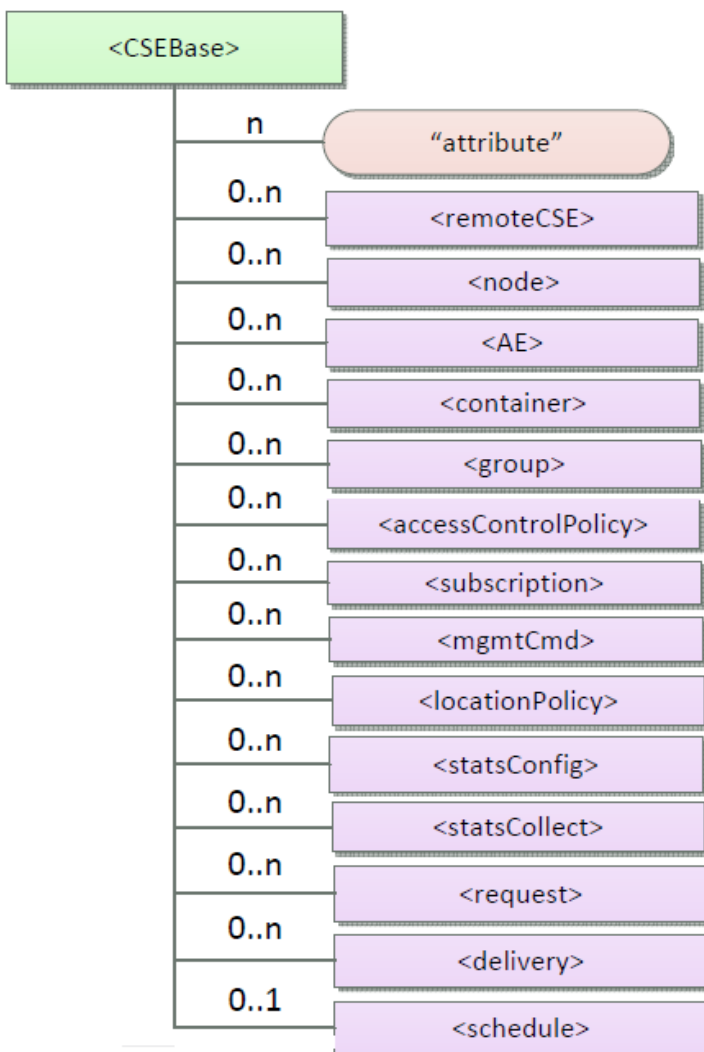 <CSEBase>
n
“attribute”
0..n
<remoteCSE>
0..n
<node>
0..n
<AE>
0..n
<container>
0..n
<group>
0..n
<accessControlPolicy>
0..n
<subscription>
0..n
<mgmtCmd>
0..n
<locationPolicy>
0..n
<statsConfig>
0..n
<statsCollect>
0..n
<request>
0..n
<delivery>
0..1
<schedule>